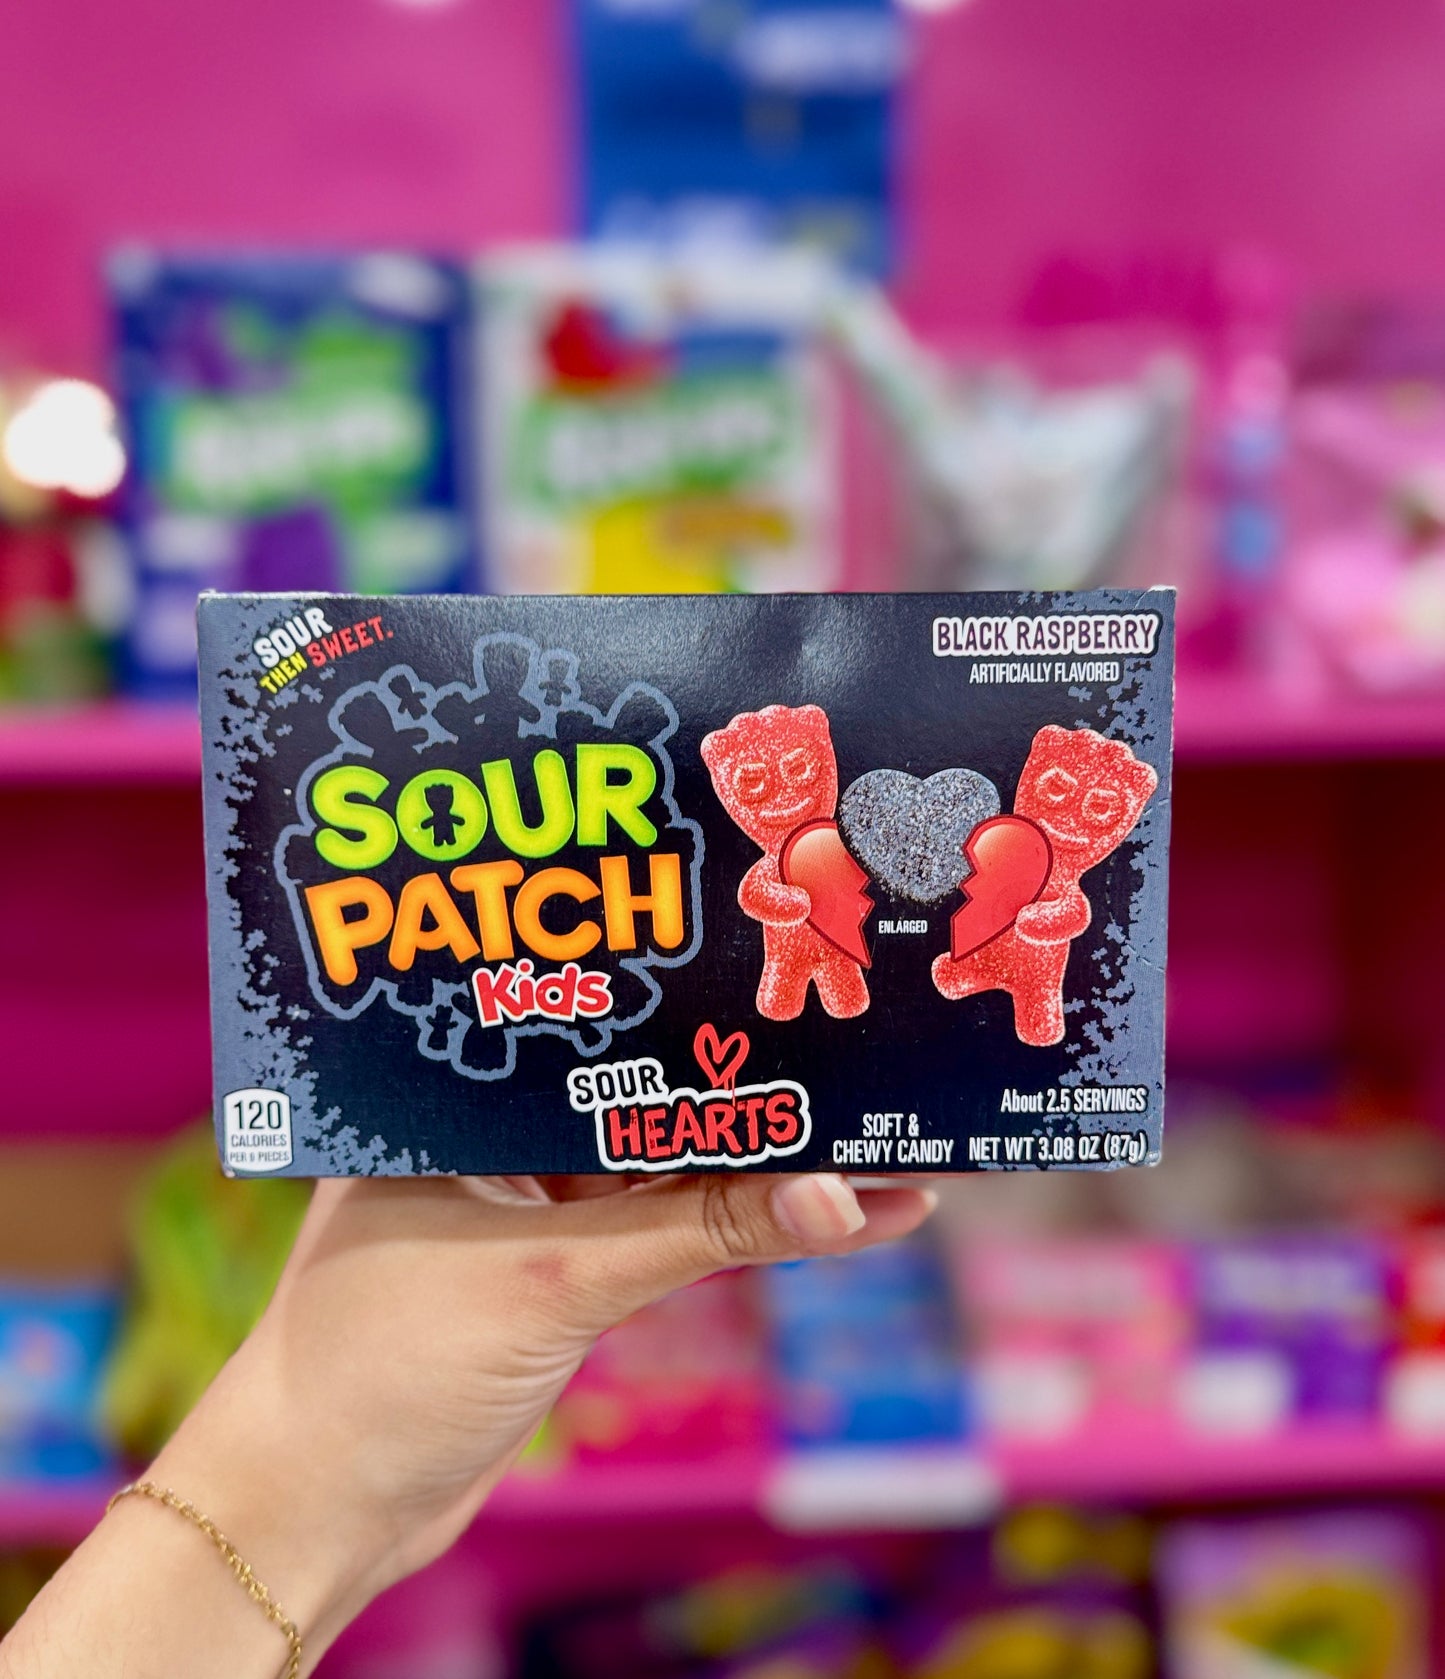 SOUR
THEN SWEET.
BLACK RASPBERRY
ARTIFICIALLY FLAVORED
SOUR
PATCH
Kids
ENLARGED
SOUR
HEARTS
120
CALORIES
PER 9 PIECES
SOFT &
CHEWY CANDY
About 2.5 SERVINGS
NET WT 3.08 OZ (87g)